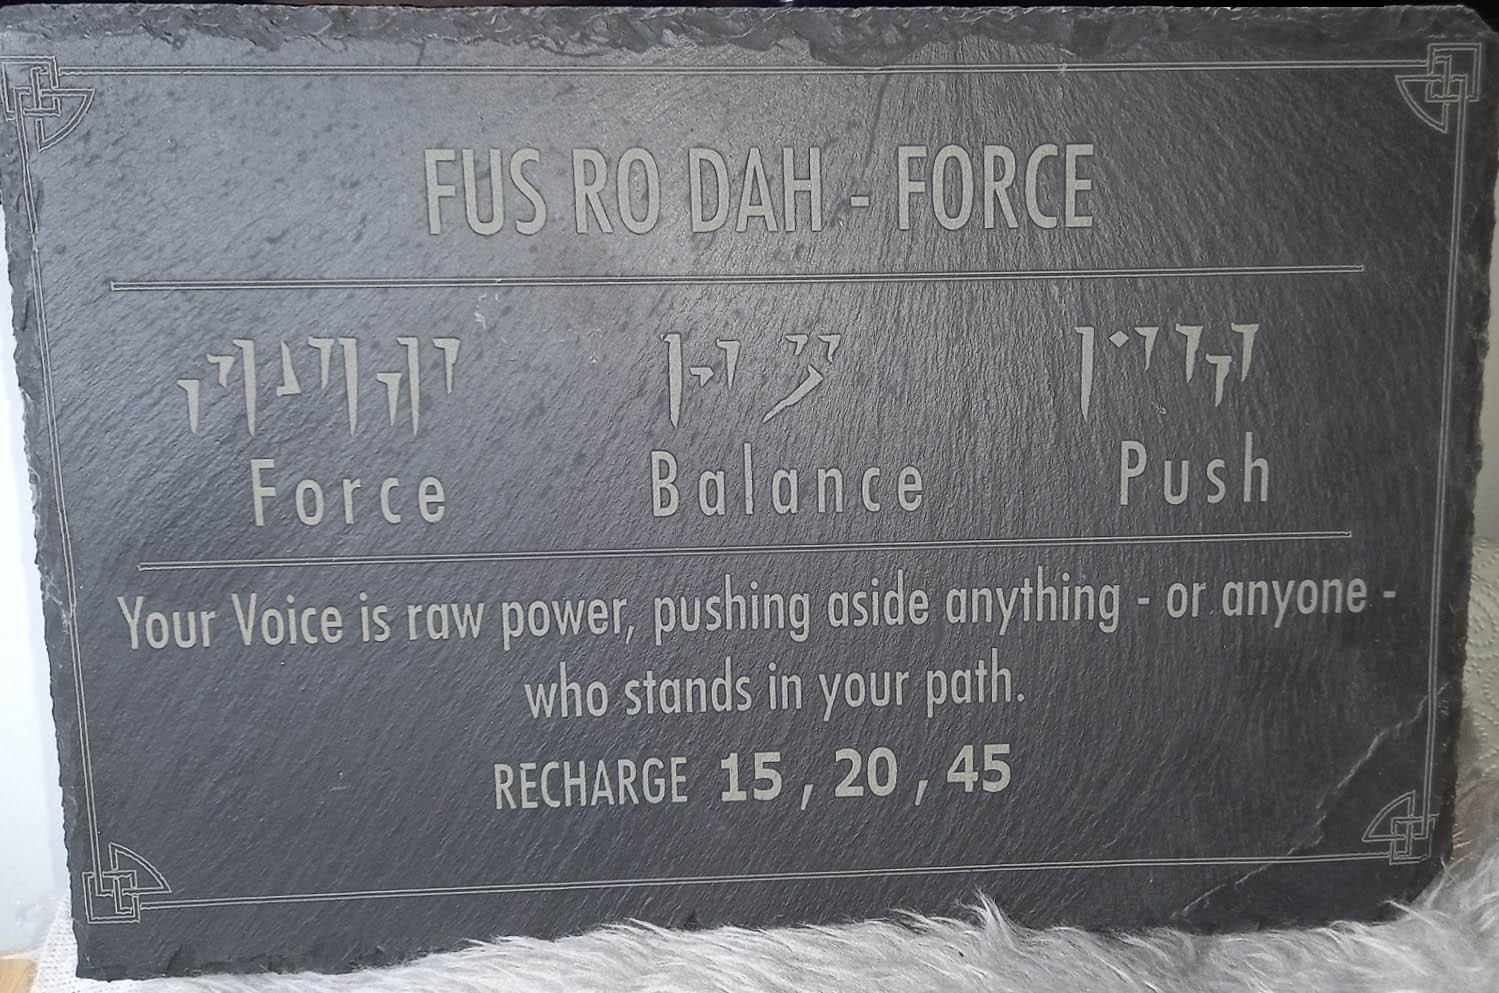 FUS RO DAH - FORCE
Force Balance Push
Your Voice is raw power, pushing aside anything - or anyone -
who stands in your path.
RECHARGE 15 , 20 , 45